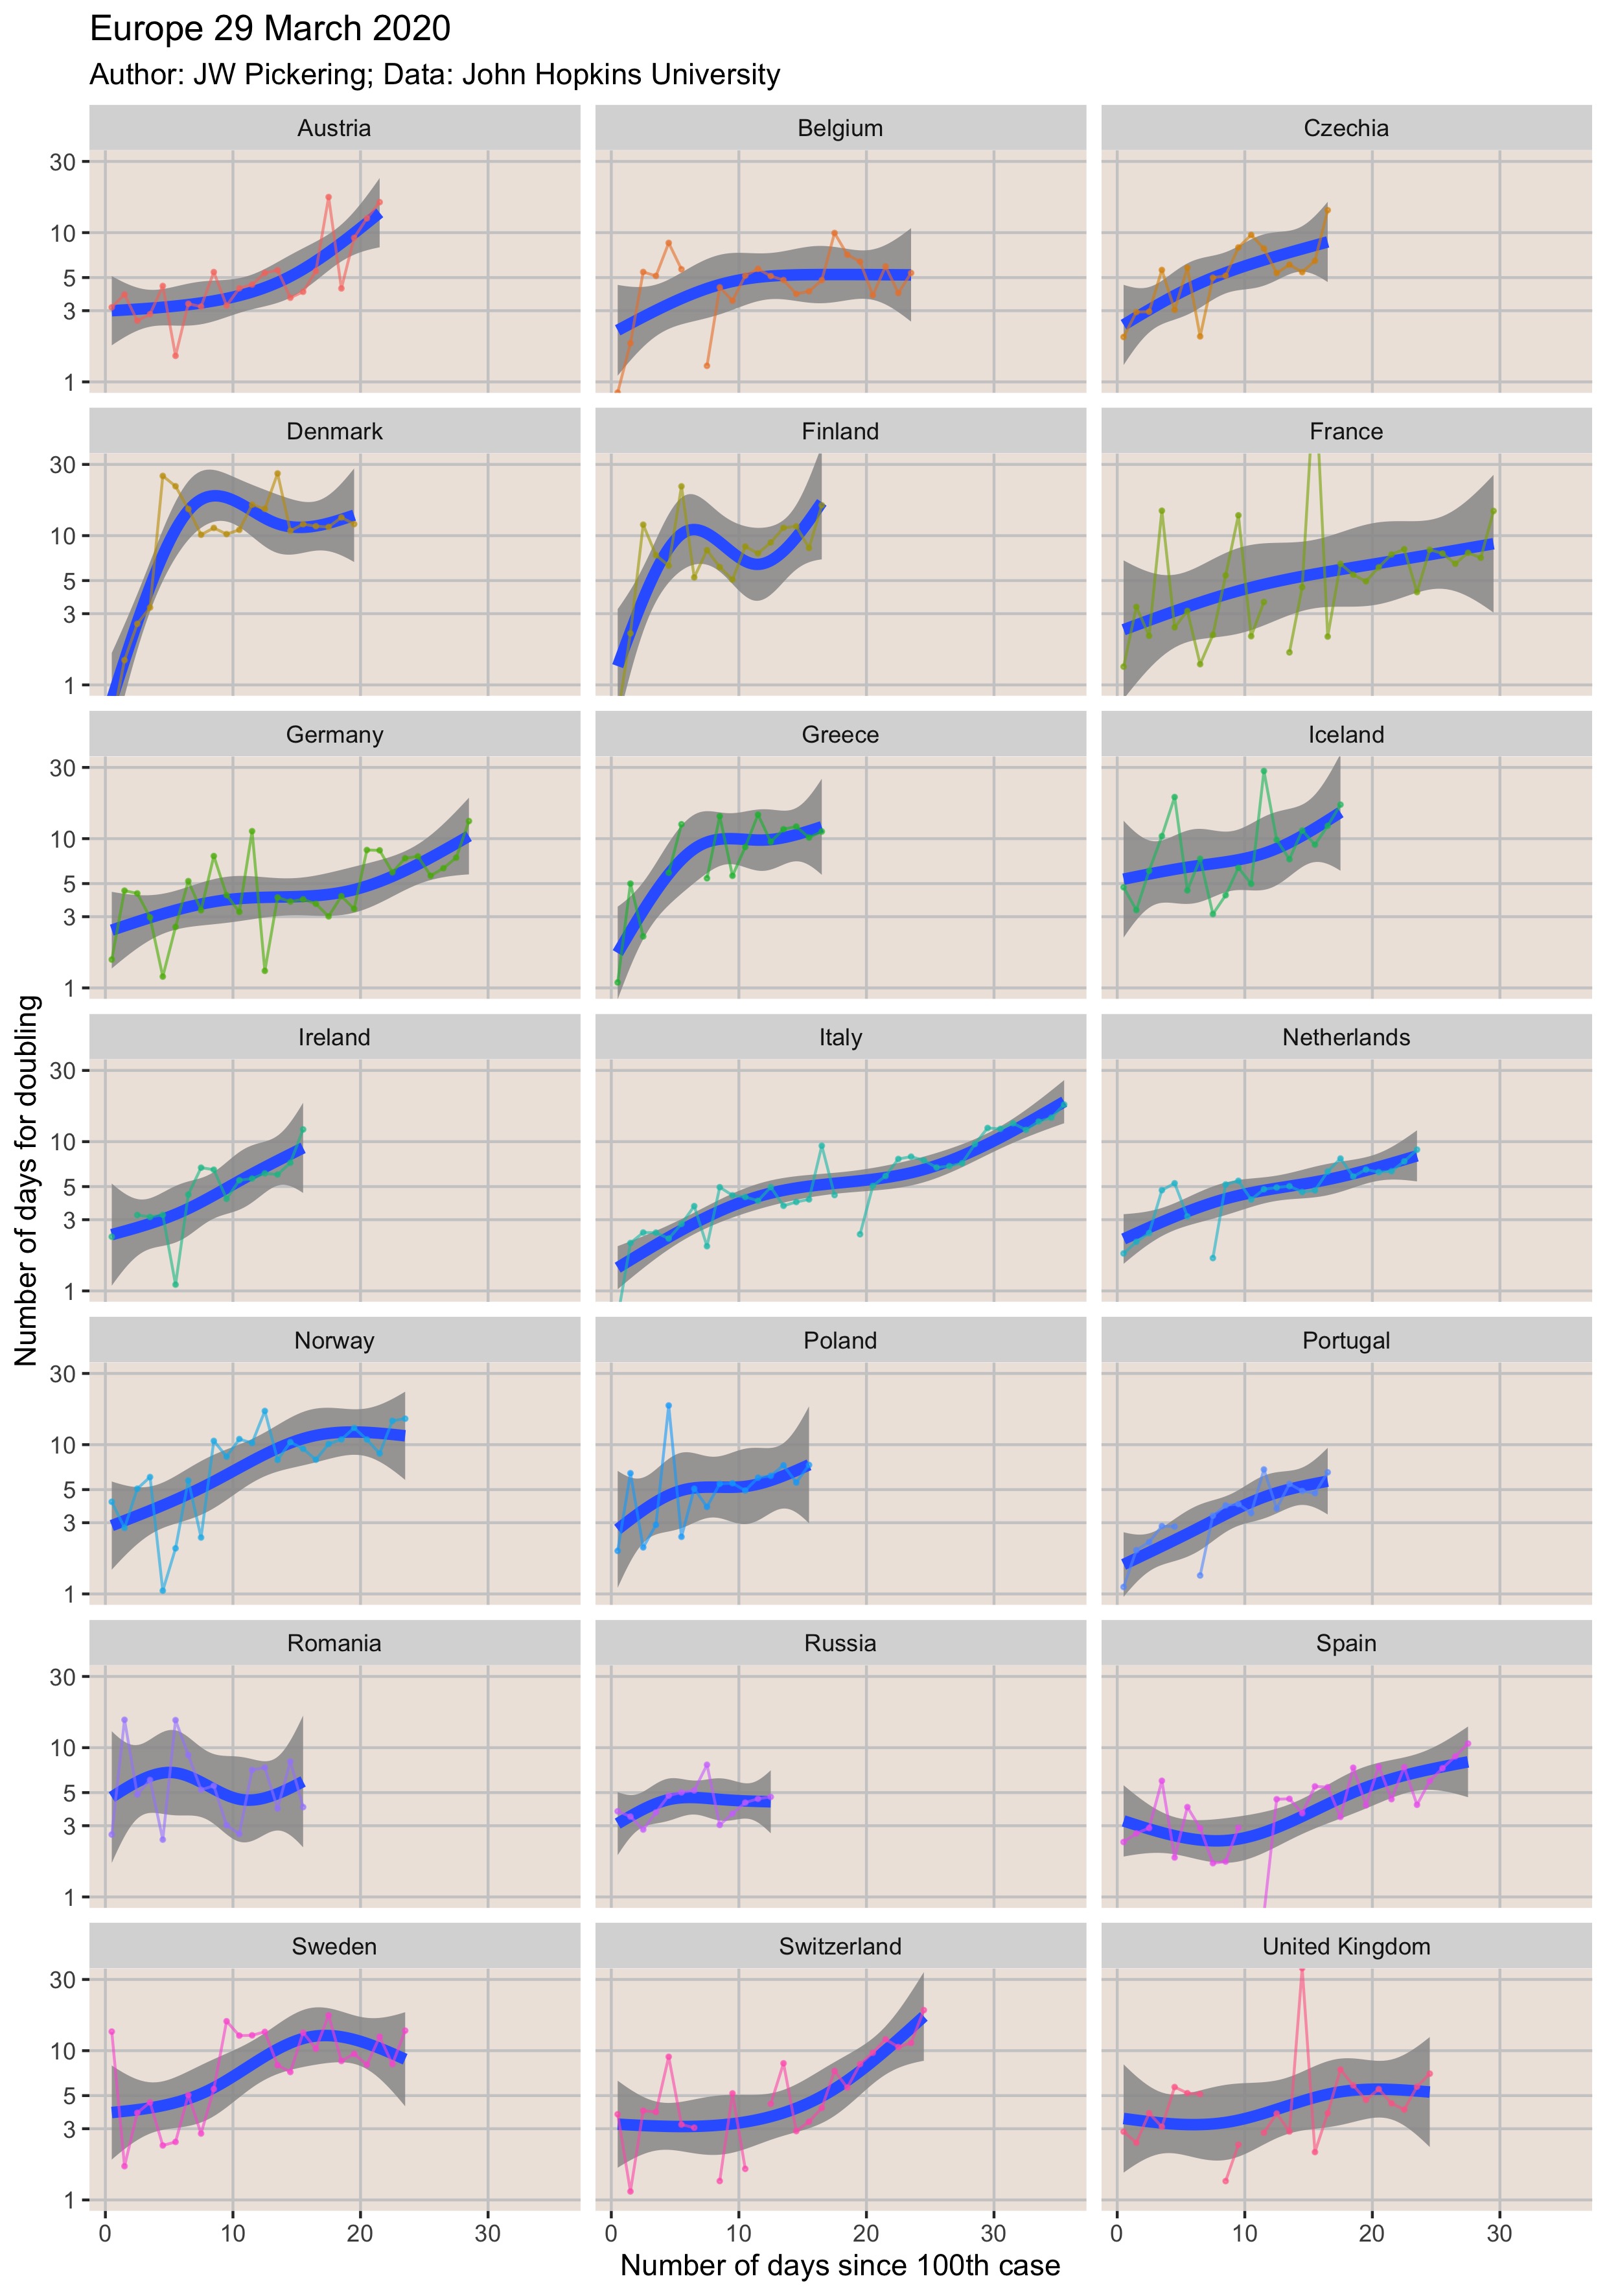 Europe 29 March 2020
Author: JW Pickering; Data: John Hopkins University
Austria
Belgium
Czechia
30
10
5
3
1
Denmark
Finland
France
30
10
5
3
1
Germany
Greece
Iceland
30
10
5
3
1
Number of days for doubling
Ireland
Italy
Netherlands
30
10
5
3
1
Norway
Poland
Portugal
30
10
5
3
1
Romania
Russia
Spain
30
10
5
3
1
Sweden
Switzerland
United Kingdom
30
10
5
3
1
0 10 20 30
0 10 20 30
0 10 20 30
Number of days since 100th case